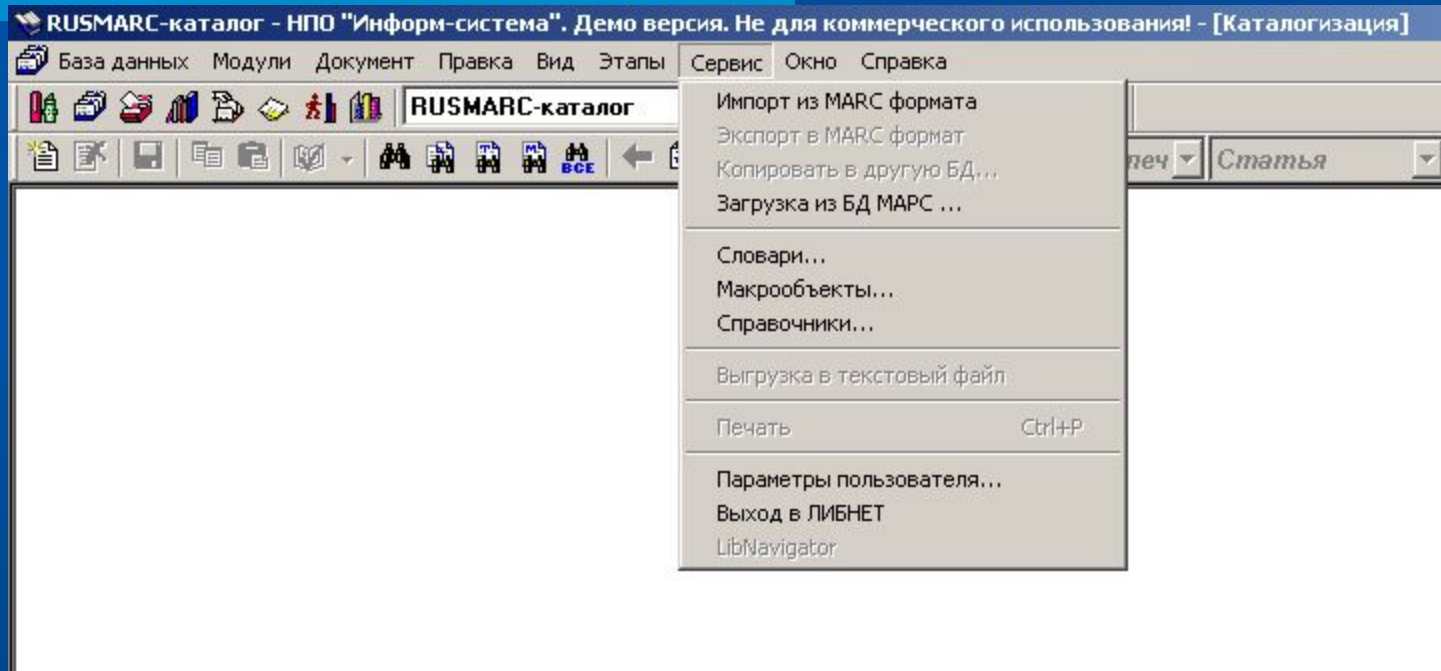 RUSMARC-каталог - НПО "Информ-система". Демо версия. Не для коммерческого использования! - [Каталогизация]
База данных Модули Документ Правка Вид Этапы Сервис Окно Справка
RUSMARC-каталог
ВСЕ Статья
Импорт из MARC формата
Экспорт в MARC формат
Копировать в другую БД...
Загрузка из БД МАРС ...
Словари...
Макрообъекты...
Справочники...
Выгрузка в текстовый файл
Печать Ctrl+P
Параметры пользователя...
Выход в ЛИБНЕТ
LibNavigator